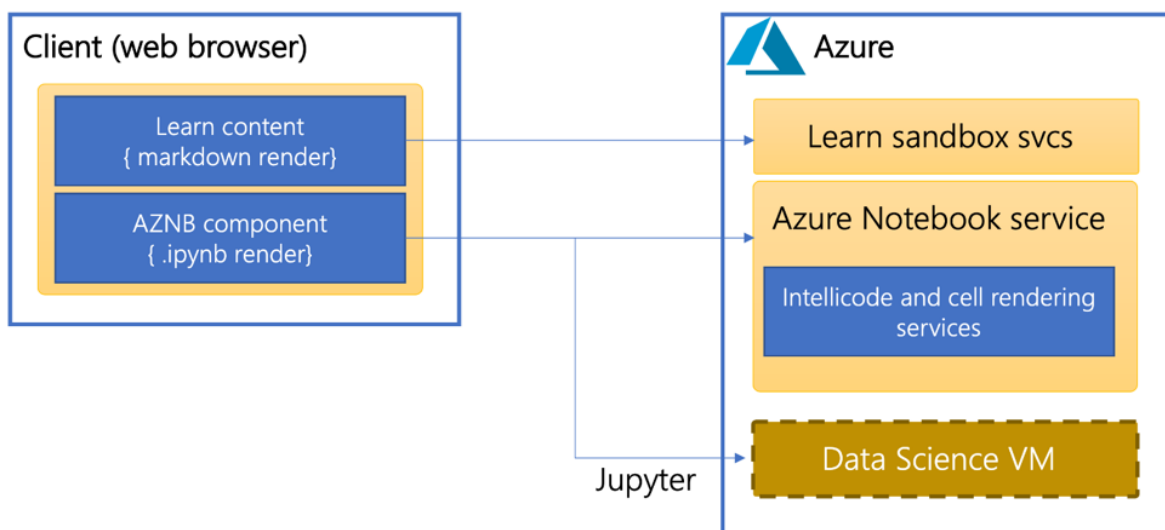 Client (web browser)
Learn content
{ markdown render}
AZNB component
{ .ipynb render}
Azure
Learn sandbox svcs
Azure Notebook service
Intellicode and cell rendering
services
Data Science VM
Jupyter